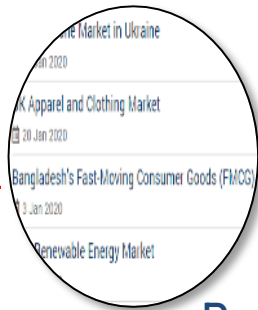 Market in Ukraine
Jan 2020
UK Apparel and Clothing Market
20 Jan 2020
Bangladesh's Fast-Moving Consumer Goods (FMCG)
3 Jan 2020
Renewable Energy Market